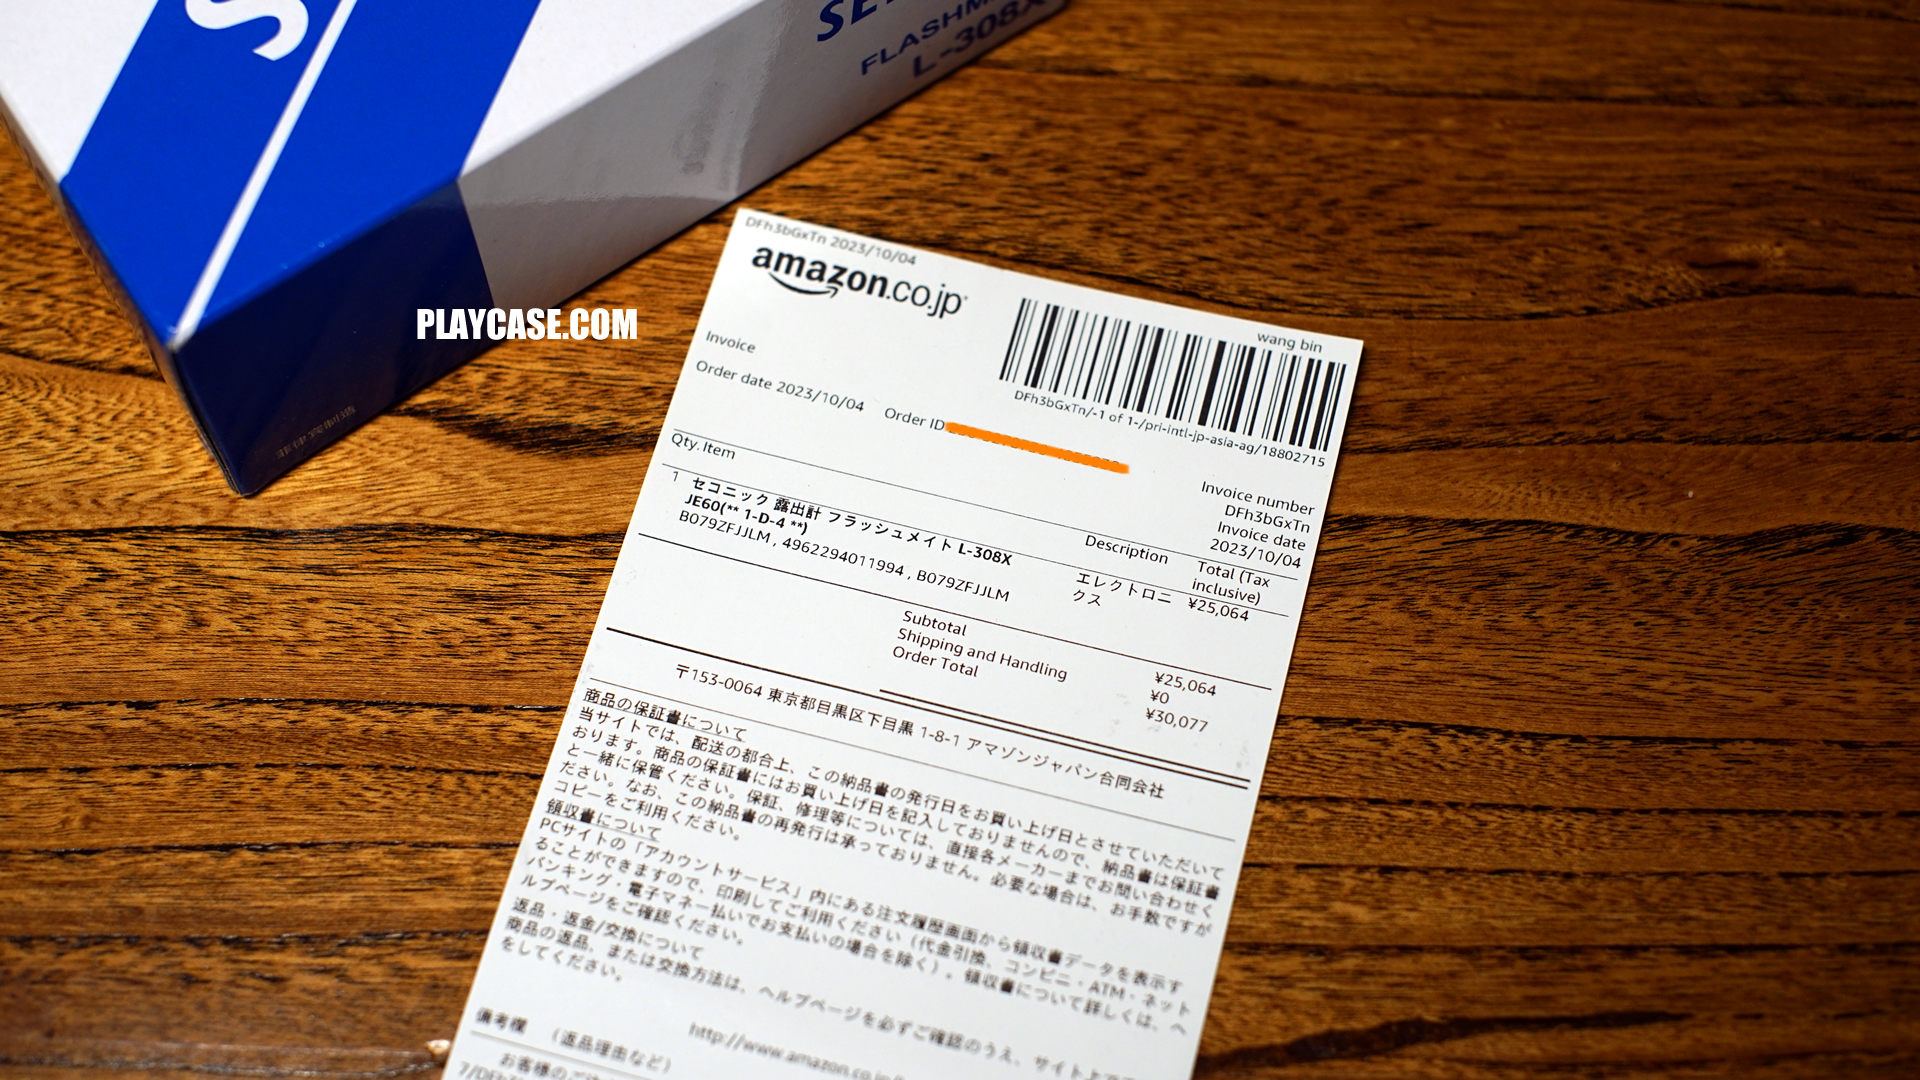 S
SE
FLASHM
L-308X
PLAYCASE.COM
DFh3bGxTn 2023/10/04
amazon.co.jp
wang bin
DFh3bGxTn/-1 of 1-/pri-intl-jp-asia-ag/18802715
Invoice
Order date 2023/10/04 Order ID
Invoice number
DFh3bGxTn
Invoice date
2023/10/04
Qty. Item Description Total (Tax inclusive)
1 セコニック 露出計 フラッシュメイト L-308X
JE60(** 1-D-4 **)
B079ZFJJLM , 4962294011994 , B079ZFJJLM
エレクトロニ
クス
¥25,064
Subtotal ¥25,064
Shipping and Handling ¥0
Order Total ¥30,077
〒153-0064 東京都目黒区下目黒 1-8-1 アマゾンジャパン合同会社
商品の保証書について
当サイトでは、配送の都合上、この納品書の発行日をお買い上げ日とさせていただいて
おります。商品の保証書にはお買い上げ日を記入しておりませんので、納品書は保証書
と一緒に保管ください。保証、修理等については、直接各メーカーまでお問い合わせく
ださい。なお、この納品書の再発行は承っておりません。必要な場合は、お手数ですが
コピーをご利用ください。
領収書について
PCサイトの「アカウントサービス」内にある注文履歴画面から領収書データを表示す
ることができますので、印刷してご利用ください（代金引換、コンビニ・ATM・ネット
バンキング・電子マネー払いでお支払いの場合を除く）。領収書について詳しくは、ヘ
ルプページをご確認ください。
返品・返金/交換について
商品の返品、または交換方法は、ヘルプページを必ずご確認のうえ、サイト上で
をしてください。
http://www.amazon.co.jp/
備考欄 （返品理由など）
お客様のご